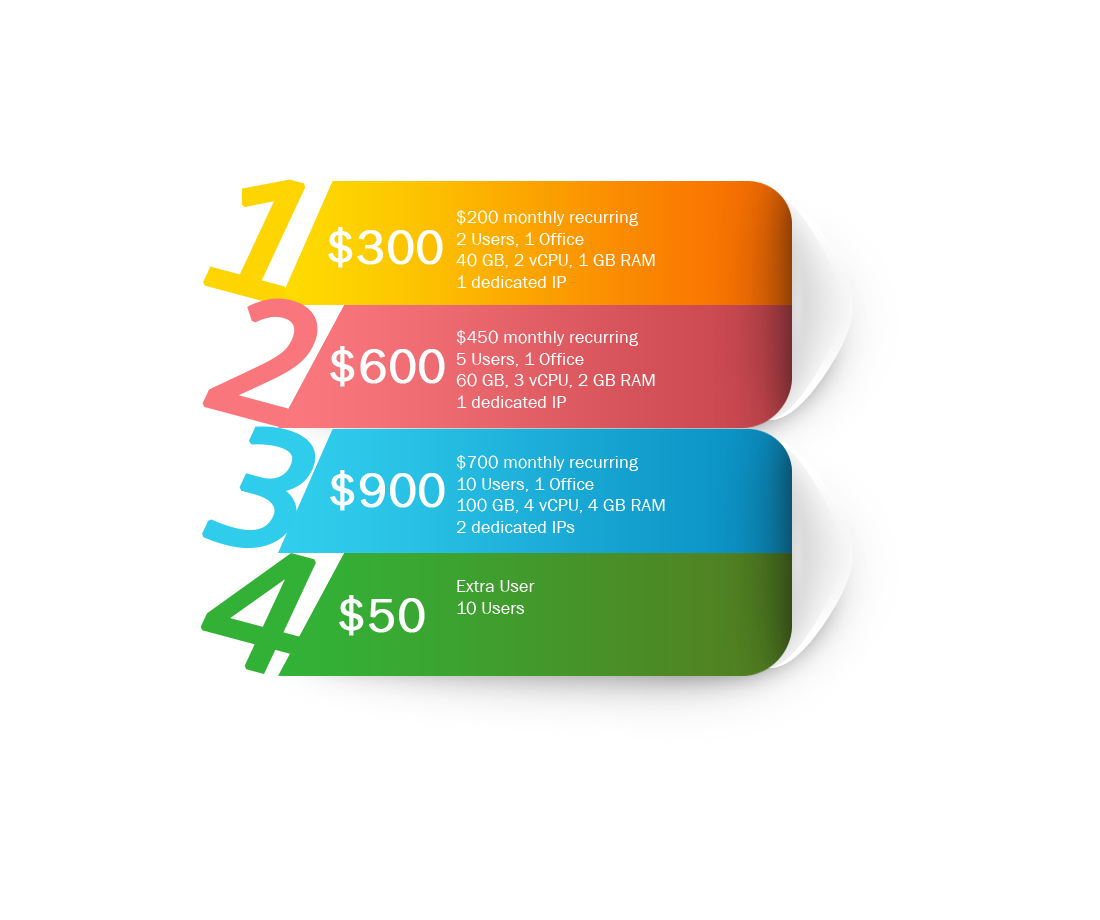 1
$300
$200 monthly recurring
2 Users, 1 Office
40 GB, 2 vCPU, 1 GB RAM
1 dedicated IP
2
$600
$450 monthly recurring
5 Users, 1 Office
60 GB, 3 vCPU, 2 GB RAM
1 dedicated IP
3
$900
$700 monthly recurring
10 Users, 1 Office
100 GB, 4 vCPU, 4 GB RAM
2 dedicated IPs
4
$50
Extra User
10 Users